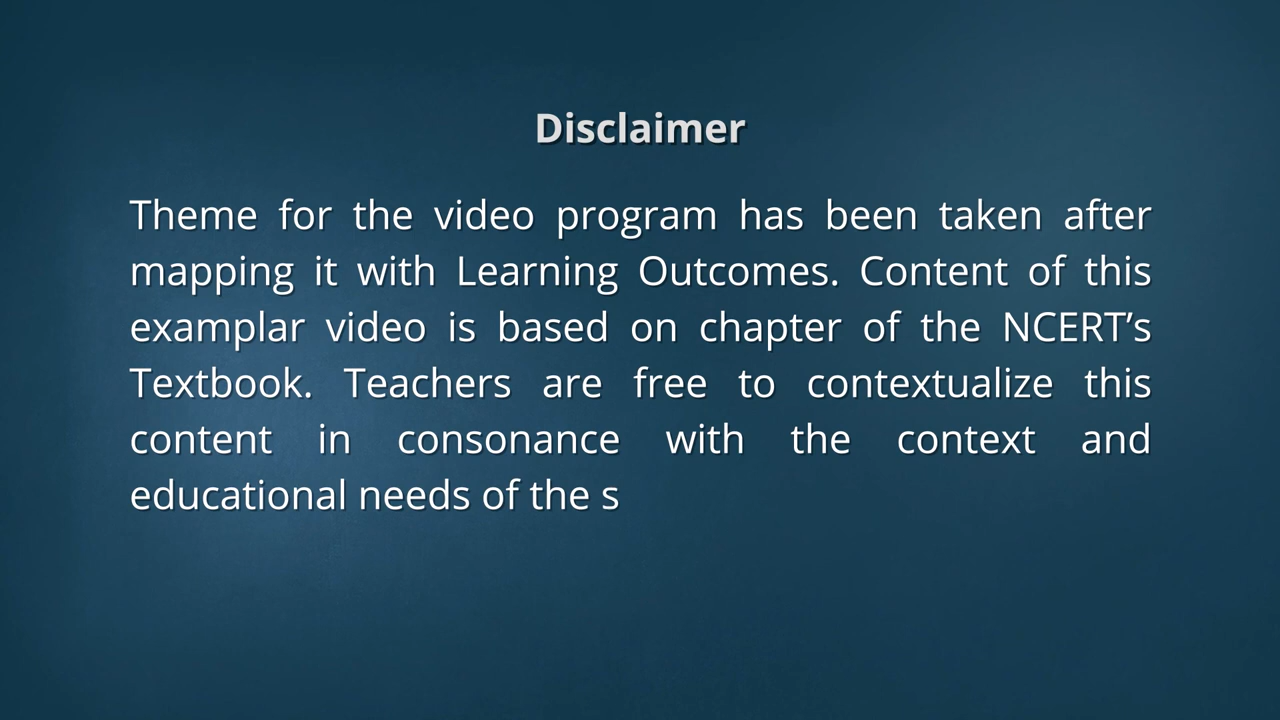 Disclaimer
Theme for the video program has been taken after
mapping it with Learning Outcomes. Content of this
examplar video is based on chapter of the NCERT’s
Textbook. Teachers are free to contextualize this
content in consonance with the context and
educational needs of the s